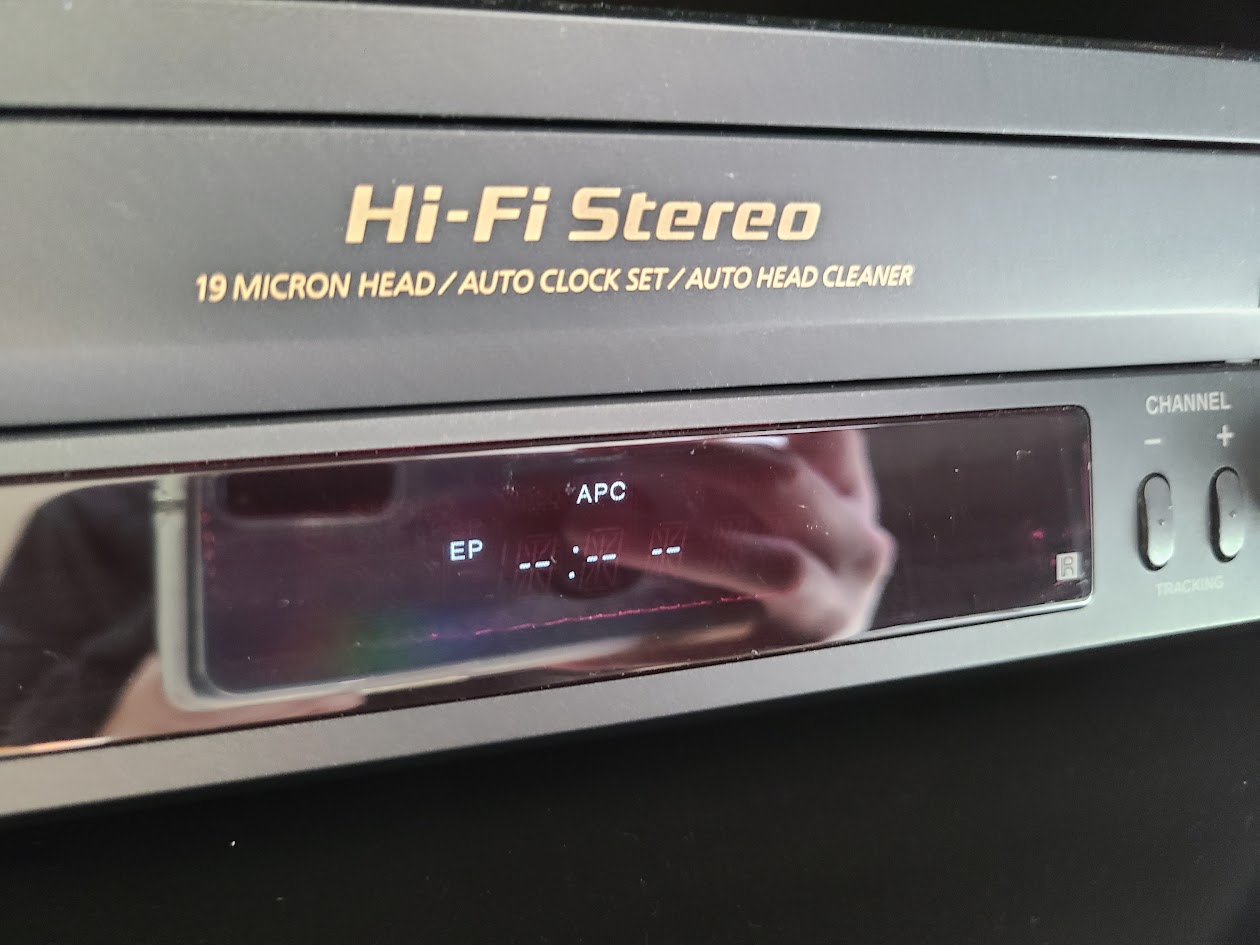 Hi-Fi Stereo
19 MICRON HEAD/AUTO CLOCK SET/AUTO HEAD CLEANER
CHANNEL
- +
APC
EP --:-- --
TRACKING